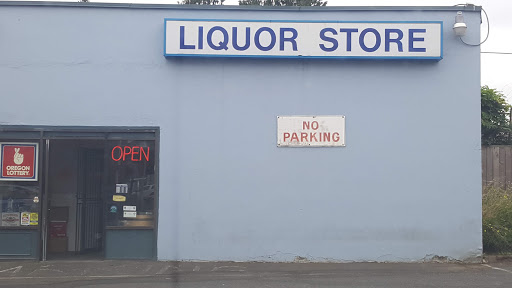 LIQUOR STORE
NO
PARKING
OPEN
OREGON
LOTTERY